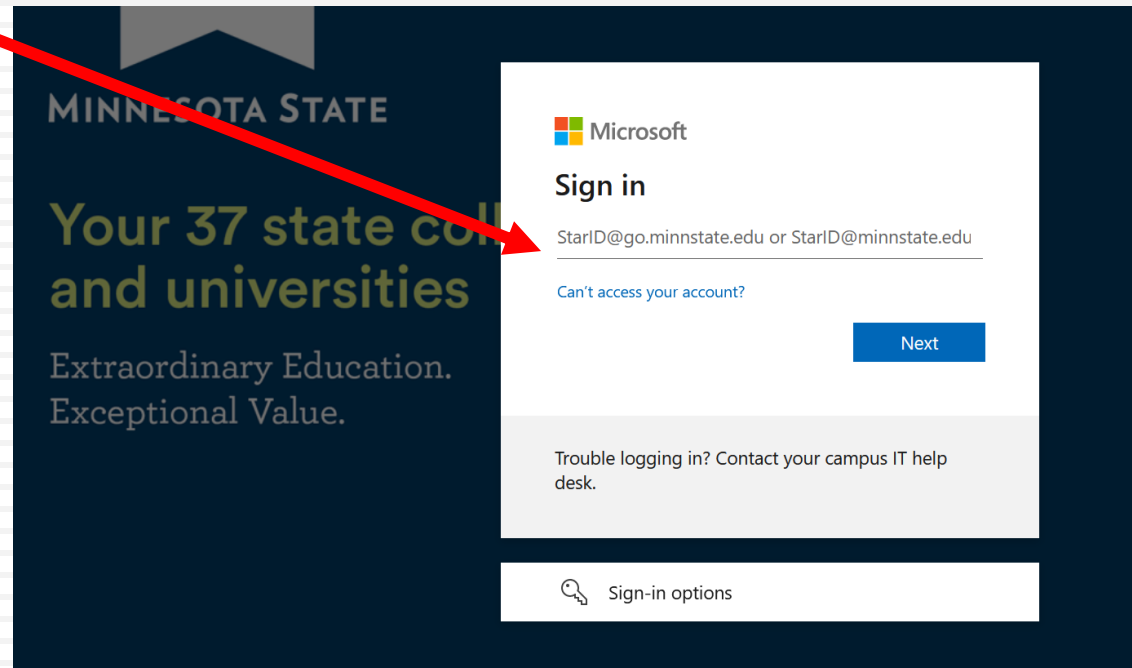 MINNESOTA STATE
Your 37 state coll
and universities
Extraordinary Education.
Exceptional Value.
Microsoft
Sign in
StarID@go.minnstate.edu or StarID@minnstate.edu
Can't access your account?
Next
Trouble logging in? Contact your campus IT help
desk.
Sign-in options